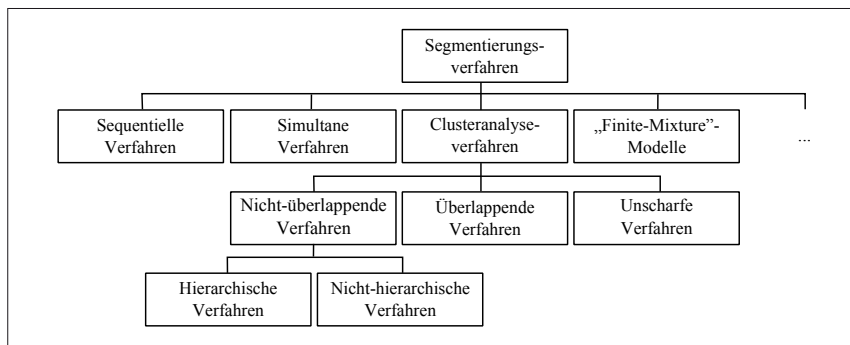 Segmentierungs-
verfahren
Sequentielle
Verfahren
Simultane
Verfahren
Clusteranalyse-
verfahren
„Finite-Mixture”-
Modelle
...
Nicht-überlappende
Verfahren
Überlappende
Verfahren
Unscharfe
Verfahren
Hierarchische
Verfahren
Nicht-hierarchische
Verfahren